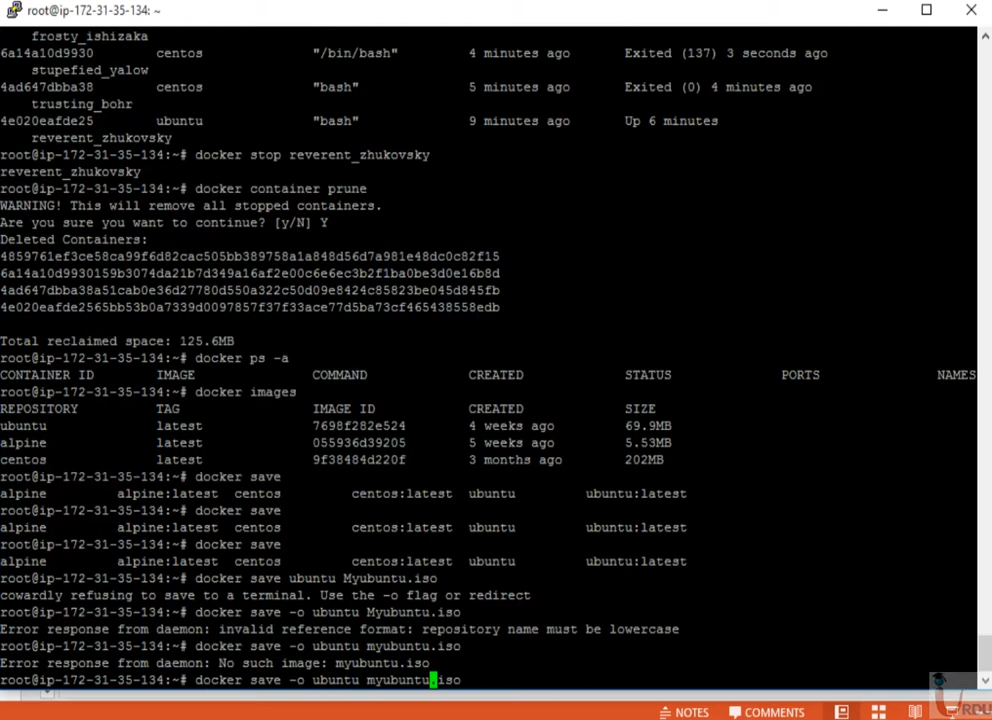 root@ip-172-31-35-134: ~
frosty_ishizaka
6a14a10d9930 centos "/bin/bash" 4 minutes ago Exited (137) 3 seconds ago
stupefied_yalow
4ad647dbba38 centos "bash" 5 minutes ago Exited (0) 4 minutes ago
trusting_bohr
4e020eafde25 ubuntu "bash" 9 minutes ago Up 6 minutes
reverent_zhukovsky
root@ip-172-31-35-134:~# docker stop reverent_zhukovsky
reverent_zhukovsky
root@ip-172-31-35-134:~# docker container prune
WARNING! This will remove all stopped containers.
Are you sure you want to continue? [y/N] Y
Deleted Containers:
4859761ef3ce58ca99f6d82cac505bb389758a1a848d56d7a981e48dc0c82f15
6a14a10d9930159b3074da21b7d349a16af2e00c6e6ec3b2f1ba0be3d0e16b8d
4ad647dbba38a51cab0e36d27780d550a322c50d09e8424c85823be045d845fb
4e020eafde2565bb53b0a7339d0097857f37f33ace77d5ba73cf465438558edb
Total reclaimed space: 125.6MB
root@ip-172-31-35-134:~# docker ps -a
CONTAINER ID IMAGE COMMAND CREATED STATUS PORTS NAMES
root@ip-172-31-35-134:~# docker images
REPOSITORY TAG IMAGE ID CREATED SIZE
ubuntu latest 7698f282e524 4 weeks ago 69.9MB
alpine latest 055936d39205 5 weeks ago 5.53MB
centos latest 9f38484d220f 3 months ago 202MB
root@ip-172-31-35-134:~# docker save
alpine alpine:latest centos centos:latest ubuntu ubuntu:latest
root@ip-172-31-35-134:~# docker save
alpine alpine:latest centos centos:latest ubuntu ubuntu:latest
root@ip-172-31-35-134:~# docker save
alpine alpine:latest centos centos:latest ubuntu ubuntu:latest
root@ip-172-31-35-134:~# docker save ubuntu Myubuntu.iso
cowardly refusing to save to a terminal. Use the -o flag or redirect
root@ip-172-31-35-134:~# docker save -o ubuntu Myubuntu.iso
Error response from daemon: invalid reference format: repository name must be lowercase
root@ip-172-31-35-134:~# docker save -o ubuntu myubuntu.iso
Error response from daemon: No such image: myubuntu.iso
root@ip-172-31-35-134:~# docker save -o ubuntu myubuntu.iso
NOTES COMMENTS